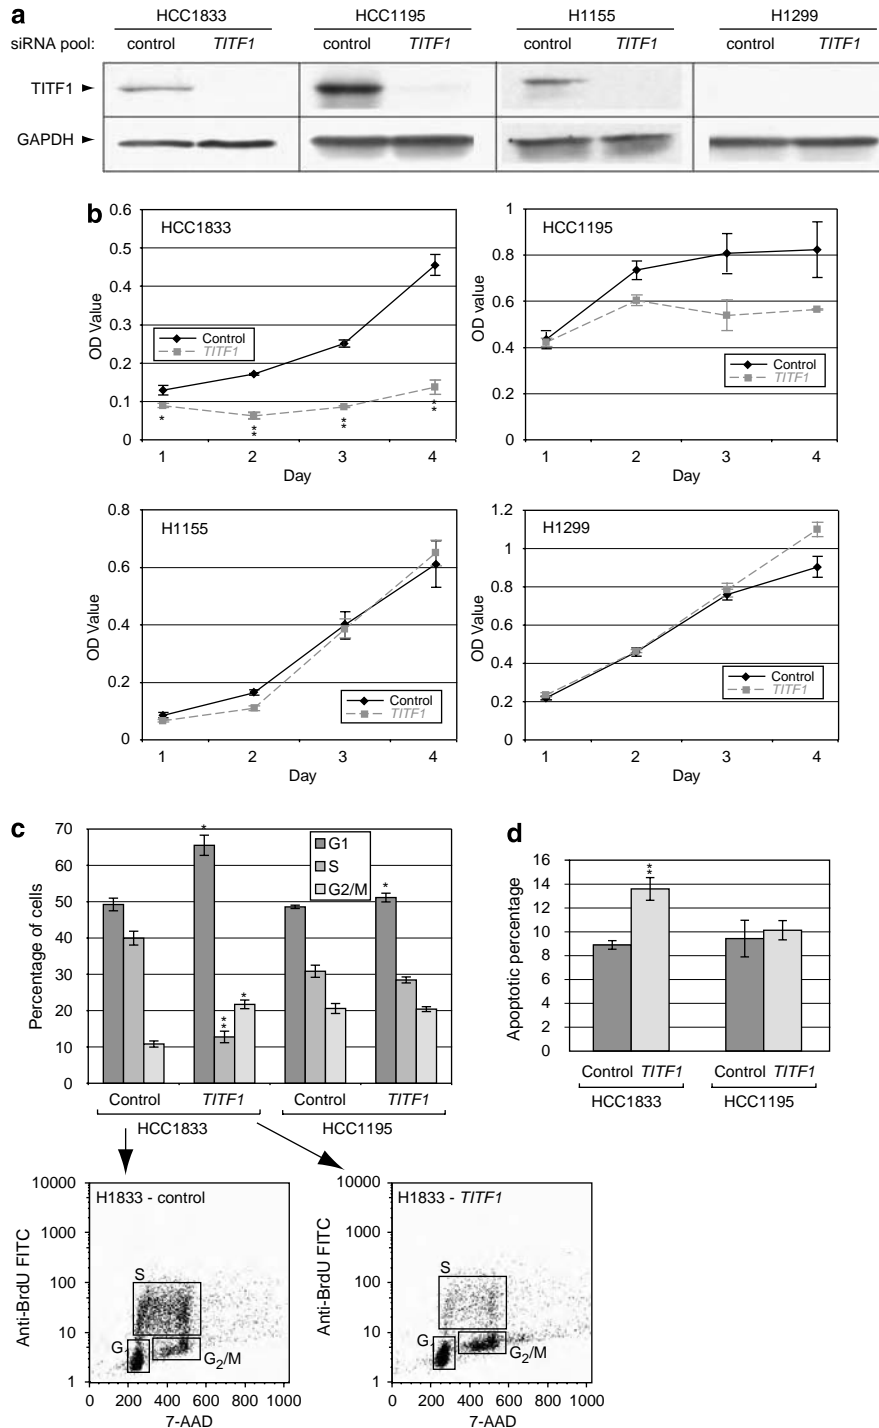 a
HCC1833 HCC1195 H1155 H1299
siRNA pool: control TITF1 control TITF1 control TITF1 control TITF1
TITF1
GAPDH
b
HCC1833
OD Value
0.6
0.5
0.4
0.3
0.2
0.1
0
Control
TITF1
*
**
**
**
1 2 3 4
Day
HCC1195
OD value
1
0.8
0.6
0.4
0.2
0
Control
TITF1
1 2 3 4
Day
H1155
OD Value
0.8
0.6
0.4
0.2
0
Control
TITF1
1 2 3 4
Day
H1299
OD Value
1.2
1
0.8
0.6
0.4
0.2
0
Control
TITF1
1 2 3 4
Day
c
Percentage of cells
70
60
50
40
30
20
10
0
G1
S
G2/M
*
**
*
*
Control TITF1 Control TITF1
HCC1833 HCC1195
d
Apoptotic percentage
16
14
12
10
8
6
4
2
0
**
Control TITF1 Control TITF1
HCC1833 HCC1195
H1833 - control
Anti-BrdU FITC
10000
1000
100
10
1
S
G
G2/M
0 200 400 600 800 1000
7-AAD
H1833 - TITF1
Anti-BrdU FITC
10000
1000
100
10
1
S
G
G2/M
0 200 400 600 800 1000
7-AAD